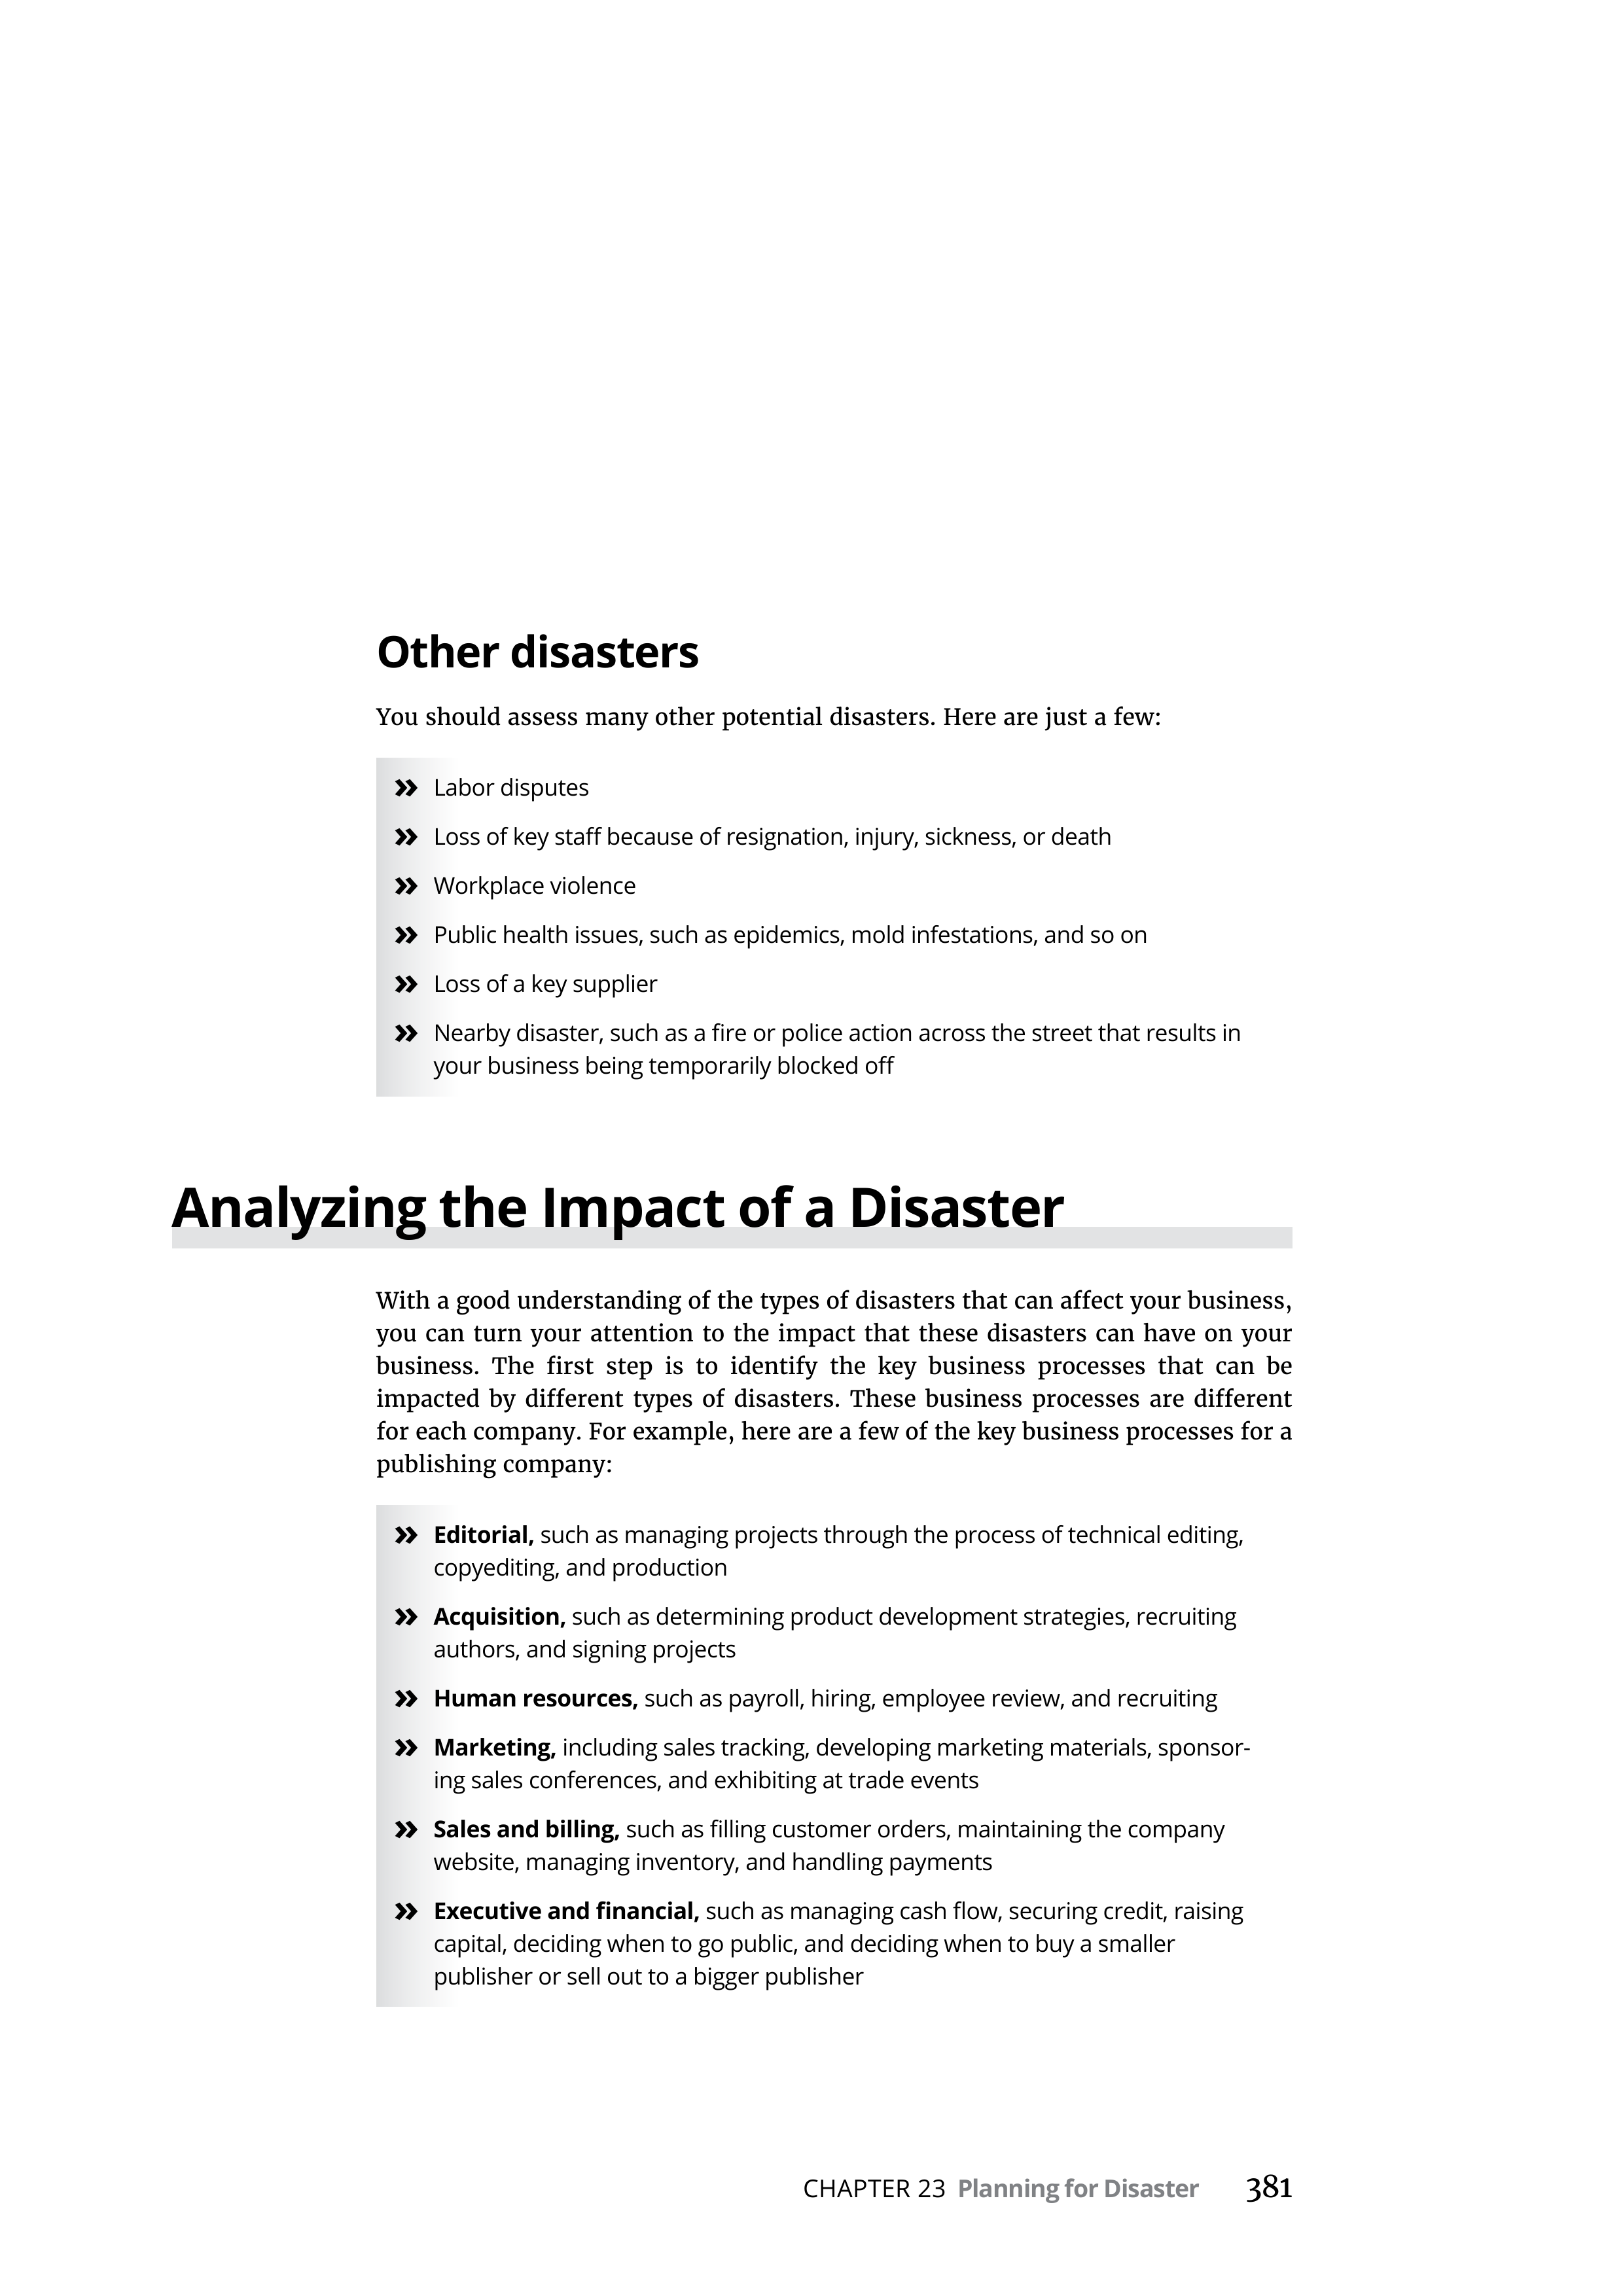 Other disasters
You should assess many other potential disasters. Here are just a few:
» Labor disputes
» Loss of key staff because of resignation, injury, sickness, or death
» Workplace violence
» Public health issues, such as epidemics, mold infestations, and so on
» Loss of a key supplier
» Nearby disaster, such as a fire or police action across the street that results in
your business being temporarily blocked off
Analyzing the Impact of a Disaster
With a good understanding of the types of disasters that can affect your business,
you can turn your attention to the impact that these disasters can have on your
business. The first step is to identify the key business processes that can be
impacted by different types of disasters. These business processes are different
for each company. For example, here are a few of the key business processes for a
publishing company:
» Editorial, such as managing projects through the process of technical editing,
copyediting, and production
» Acquisition, such as determining product development strategies, recruiting
authors, and signing projects
» Human resources, such as payroll, hiring, employee review, and recruiting
» Marketing, including sales tracking, developing marketing materials, sponsor-
ing sales conferences, and exhibiting at trade events
» Sales and billing, such as filling customer orders, maintaining the company
website, managing inventory, and handling payments
» Executive and financial, such as managing cash flow, securing credit, raising
capital, deciding when to go public, and deciding when to buy a smaller
publisher or sell out to a bigger publisher
CHAPTER 23 Planning for Disaster 381